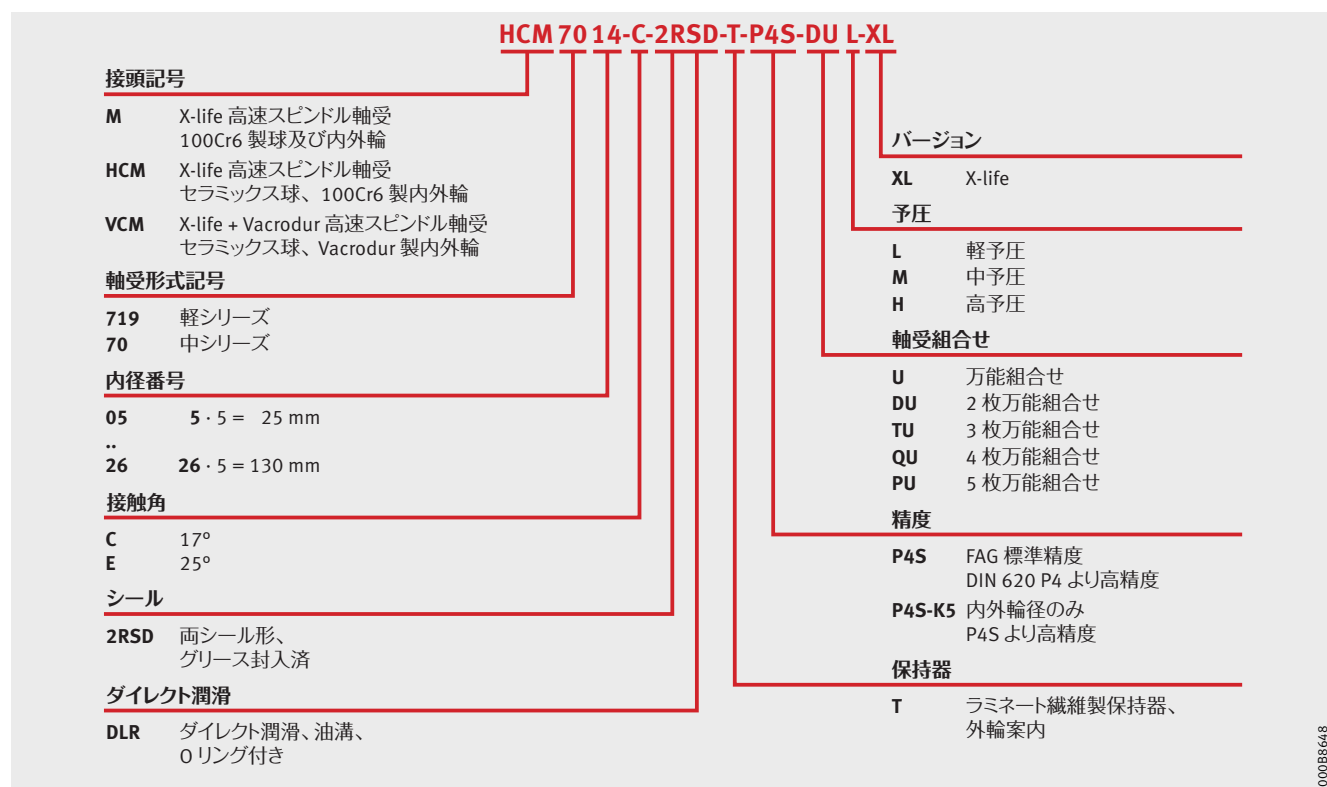 HCM 70 14-C-2RSD-T-P4S-DU L-XL
接頭記号
M X-life 高速スピンドル軸受
100Cr6 製球及び内外輪
HCM X-life 高速スピンドル軸受
セラミックス球、100Cr6 製内外輪
VCM X-life + Vacrodur 高速スピンドル軸受
セラミックス球、Vacrodur 製内外輪
軸受形式記号
719 軽シリーズ
70 中シリーズ
内径番号
05 5 · 5 = 25 mm
..
26 26 · 5 = 130 mm
接触角
C 17°
E 25°
シール
2RSD 両シール形、
グリース封入済
ダイレクト潤滑
DLR ダイレクト潤滑、油溝、
O リング付き
バージョン
XL X-life
予圧
L 軽予圧
M 中予圧
H 高予圧
軸受組合せ
U 万能組合せ
DU 2 枚万能組合せ
TU 3 枚万能組合せ
QU 4 枚万能組合せ
PU 5 枚万能組合せ
精度
P4S FAG 標準精度
DIN 620 P4 より高精度
P4S-K5 内外輪径のみ
P4S より高精度
保持器
T ラミネート繊維製保持器、
外輪案内
000B8648